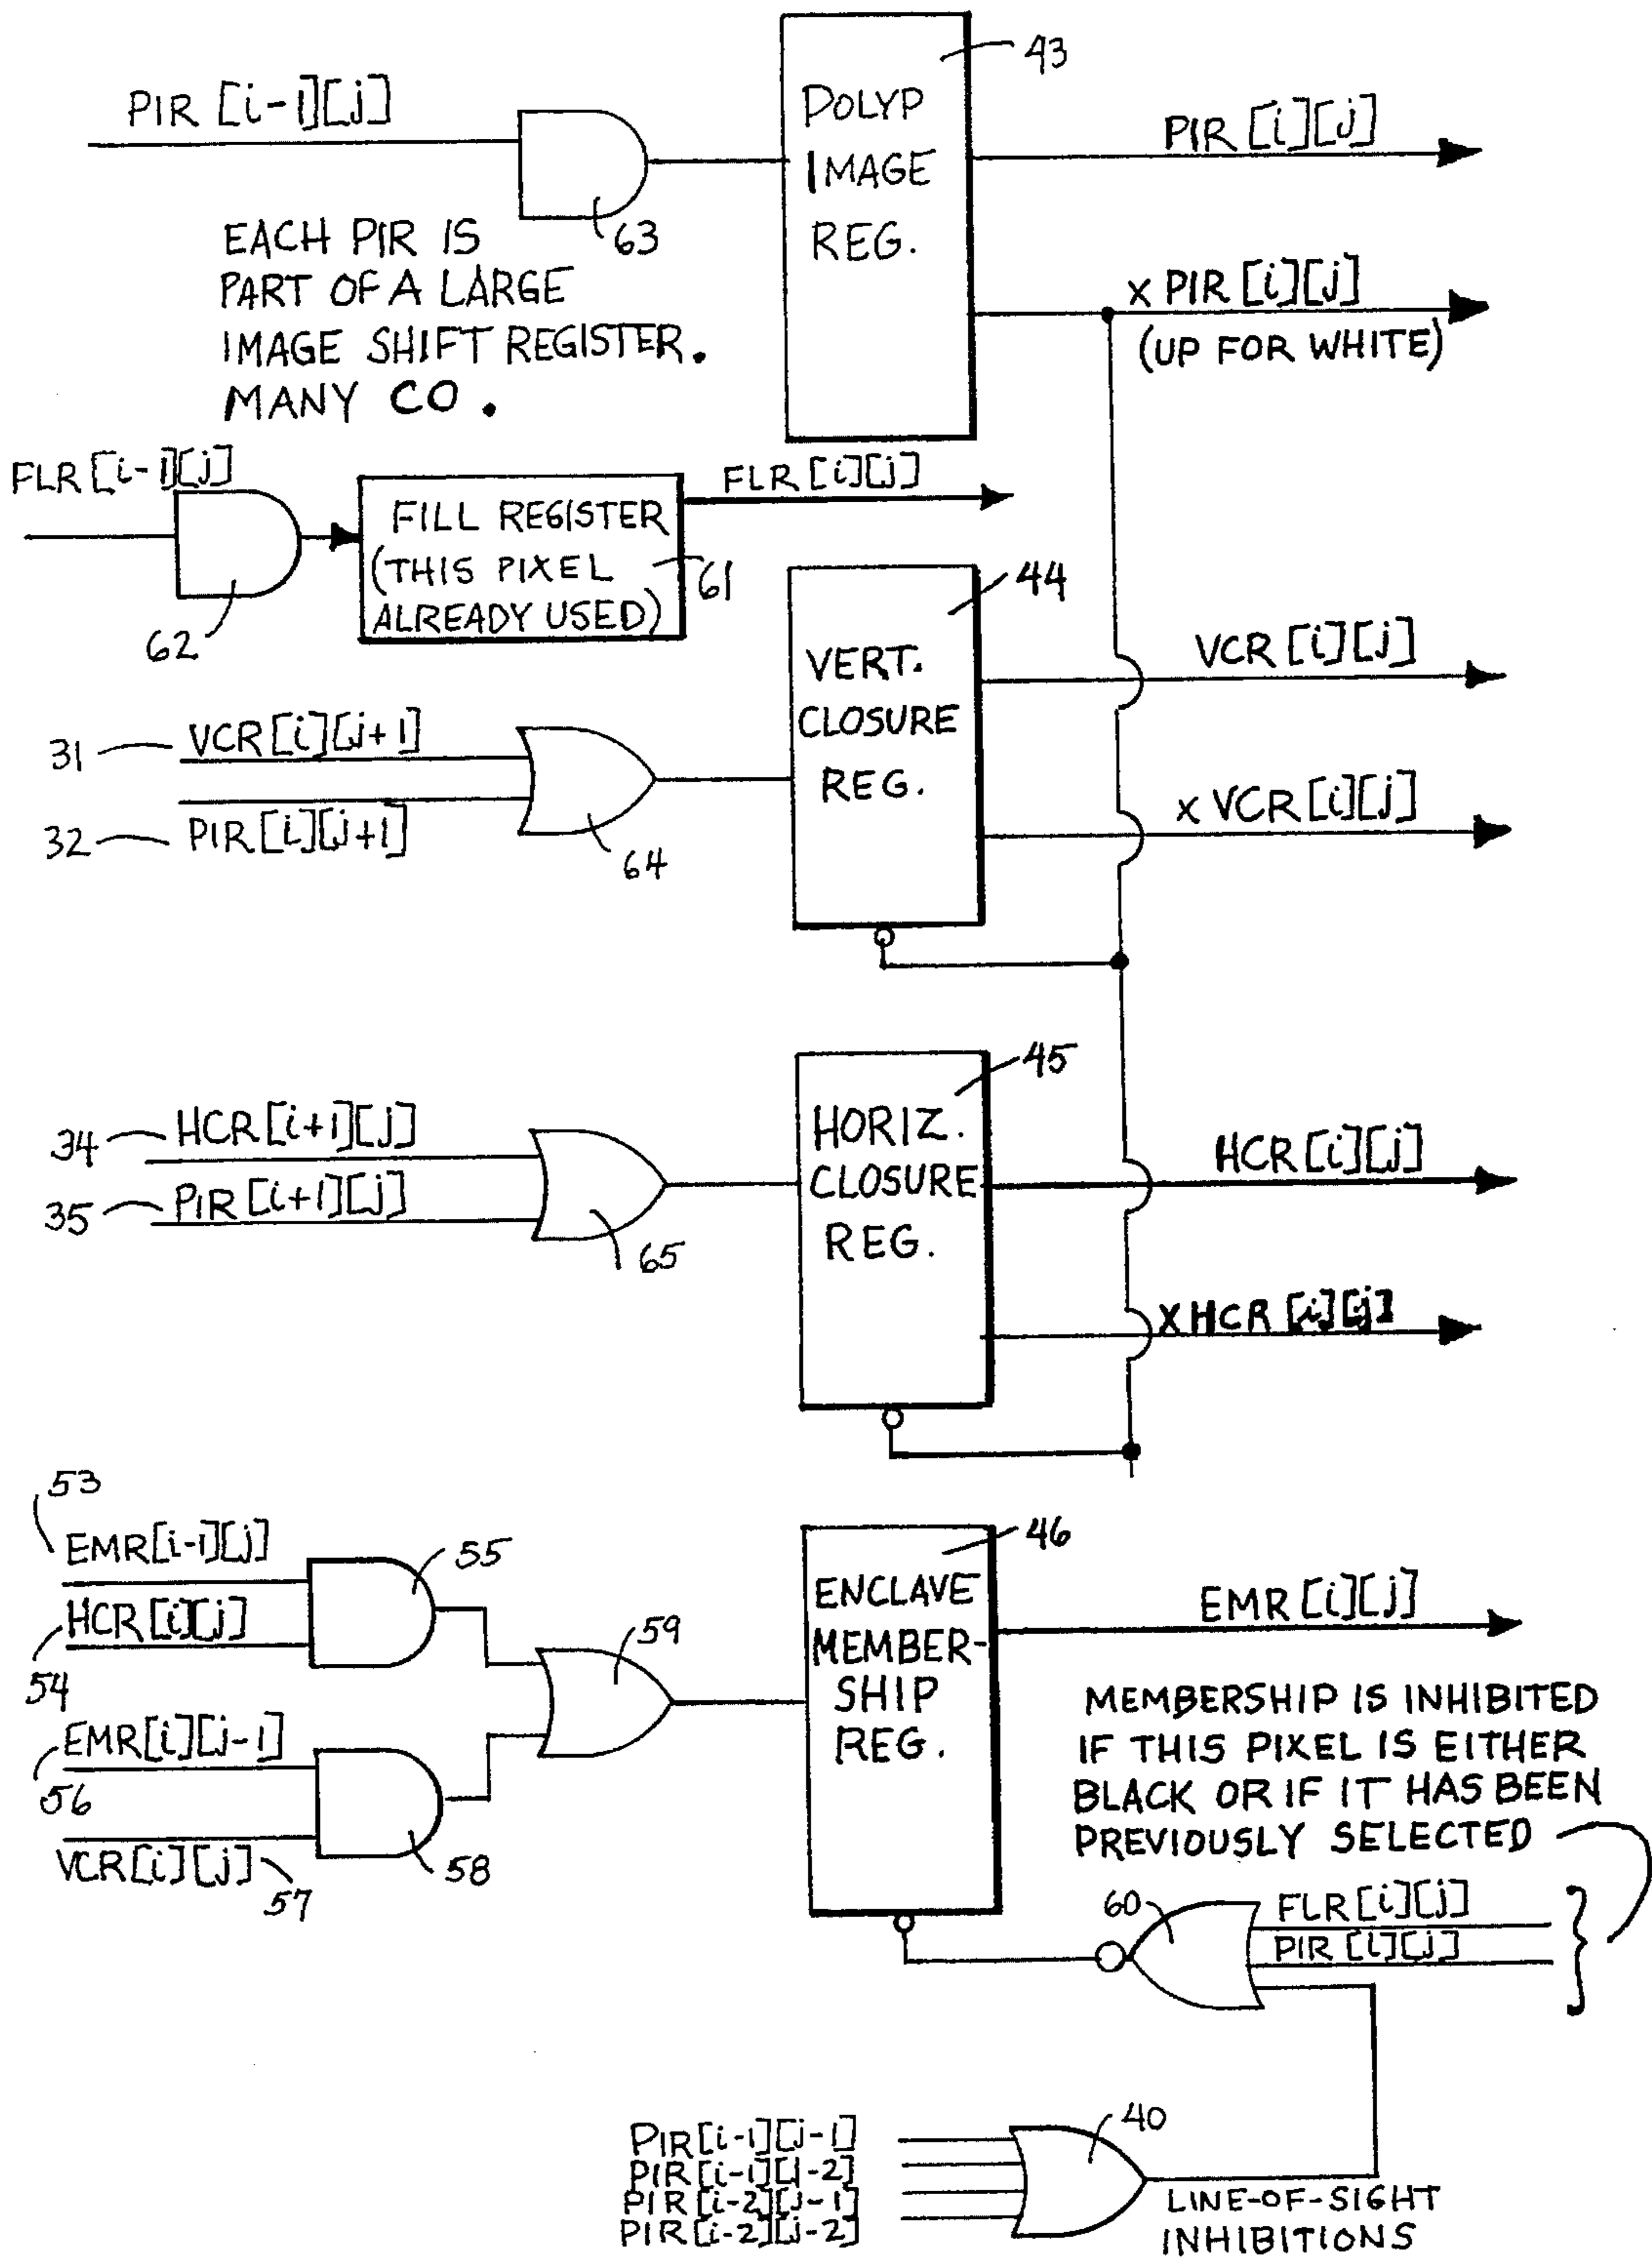 PIR [i-1][j]
63
POLYP
IMAGE
REG.
43
PIR [i][j]
x PIR [i][j]
(UP FOR WHITE)
EACH PIR IS
PART OF A LARGE
IMAGE SHIFT REGISTER.
MANY CO.
FLR [i-1][j]
62
FILL REGISTER
(THIS PIXEL
ALREADY USED)
61
FLR [i][j]
44
VERT.
CLOSURE
REG.
VCR [i][j]
x VCR [i][j]
31
VCR [i][j+1]
32
PIR [i][j+1]
64
45
HORIZ.
CLOSURE
REG.
HCR [i][j]
x HCR [i][j]
34
HCR [i+1][j]
35
PIR [i+1][j]
65
53
EMR[i-1][j]
55
HCR[i][j]
54
EMR[i][j-1]
56
58
VCR[i][j]
57
59
46
ENCLAVE
MEMBER-
SHIP
REG.
EMR [i][j]
MEMBERSHIP IS INHIBITED
IF THIS PIXEL IS EITHER
BLACK OR IF IT HAS BEEN
PREVIOUSLY SELECTED
60
FLR [i][j]
PIR [i][j]
40
PIR[i-1][j-1]
PIR[i-1][j-2]
PIR[i-2][j-1]
PIR[i-2][j-2]
LINE-OF-SIGHT
INHIBITIONS